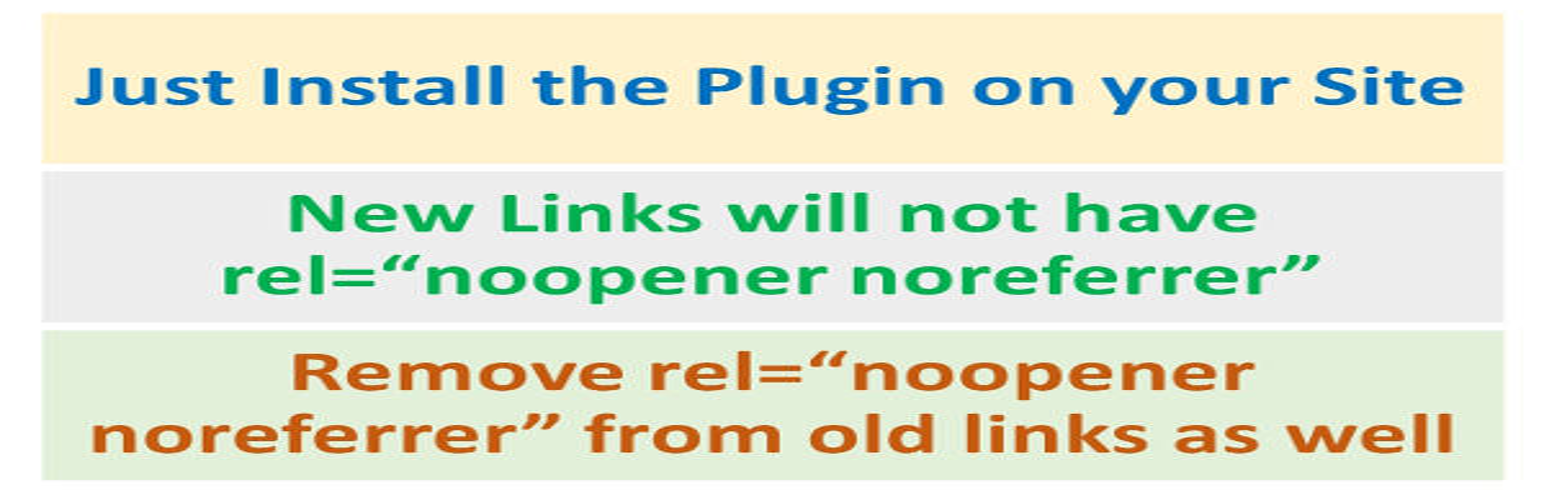 Just Install the Plugin on your Site
New Links will not have
rel=“noopener noreferrer”
Remove rel=“noopener
noreferrer” from old links as well